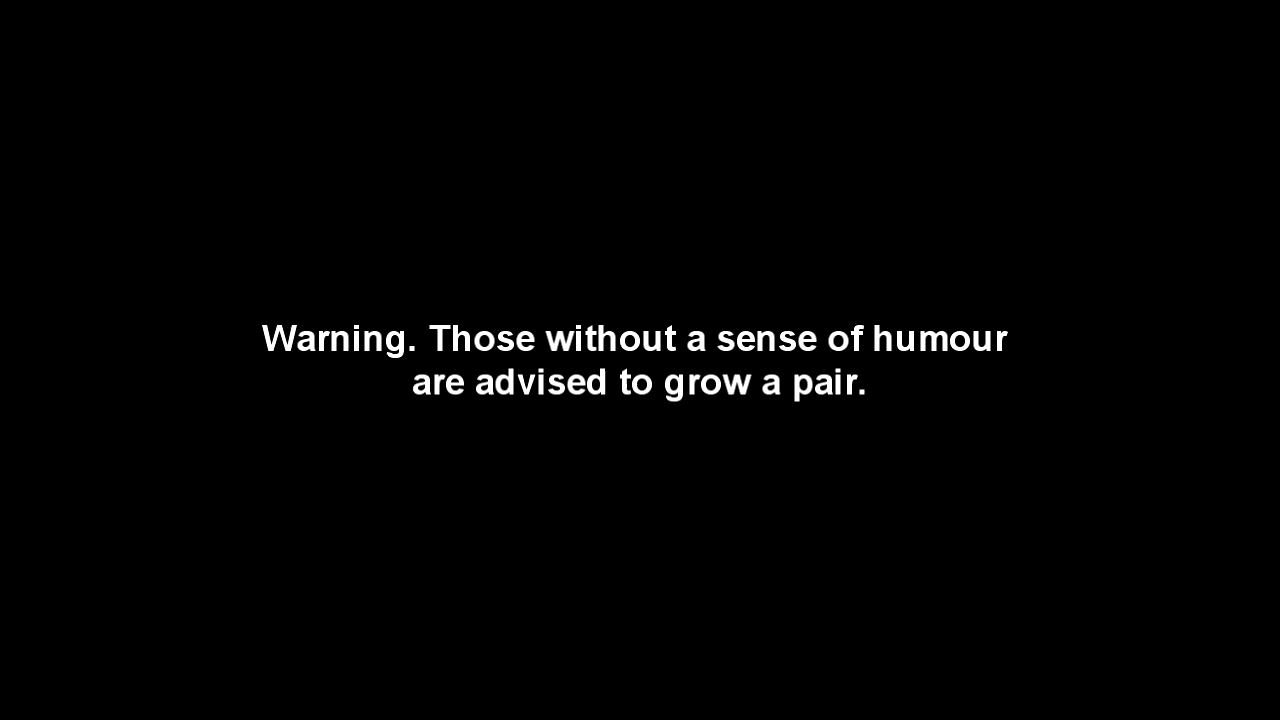 Warning. Those without a sense of humour
are advised to grow a pair.